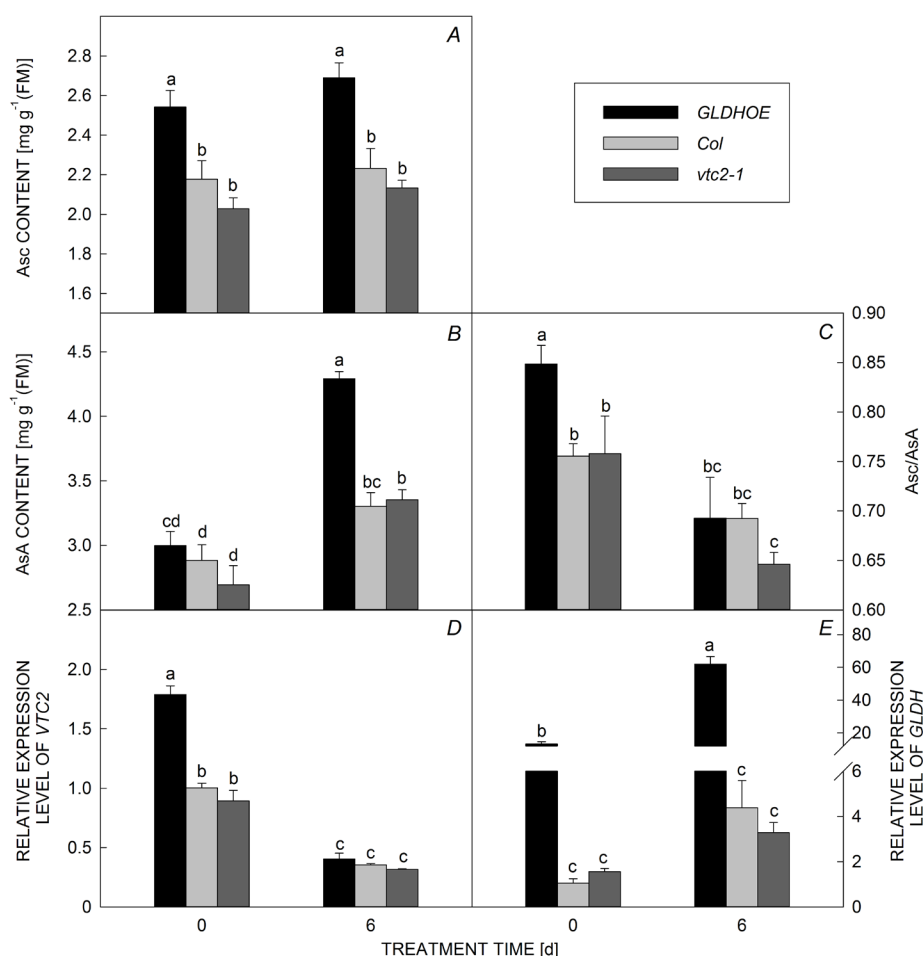 A
Asc CONTENT [mg g-1(FM)]
2.8
2.6
2.4
2.2
2.0
1.8
1.6
a
b
b
a
b
b
GLDHOE
Col
vtc2-1
B
AsA CONTENT [mg g-1(FM)]
4.5
4.0
3.5
3.0
2.5
cd
d
d
a
bc
b
C
0.90
0.85
0.80
0.75
0.70
0.65
0.60
Asc/AsA
a
b
b
bc
bc
c
D
RELATIVE EXPRESSION
LEVEL OF VTC2
2.0
1.5
1.0
0.5
0
a
b
b
c
c
c
0
6
E
80
60
40
20
6
4
2
0
RELATIVE EXPRESSION
LEVEL OF GLDH
b
c
c
a
c
c
0
6
TREATMENT TIME [d]